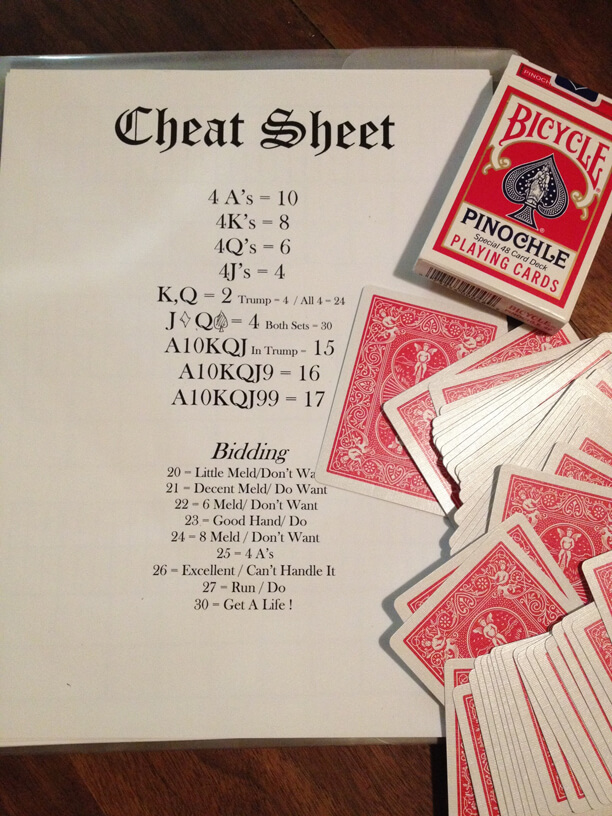 Cheat Sheet
4 A's = 10
4K's = 8
4Q's = 6
4J's = 4
K,Q = 2 Trump = 4 / All 4 = 24
J♢ Q♠ = 4 Both Sets = 30
A10KQJ In Trump = 15
A10KQJ9 = 16
A10KQJ99 = 17
Bidding
20 = Little Meld/Don't
21 = Decent Meld/ Do Want
22 = 6 Meld/ Don't Want
23 = Good Hand/ Do
24 = 8 Meld / Don't Want
25 = 4 A's
26 = Excellent / Can't Handle It
27 = Run / Do
30 = Get A Life !
BICYCLE
PINOCHLE
Special 48 Card Deck
PLAYING CARDS